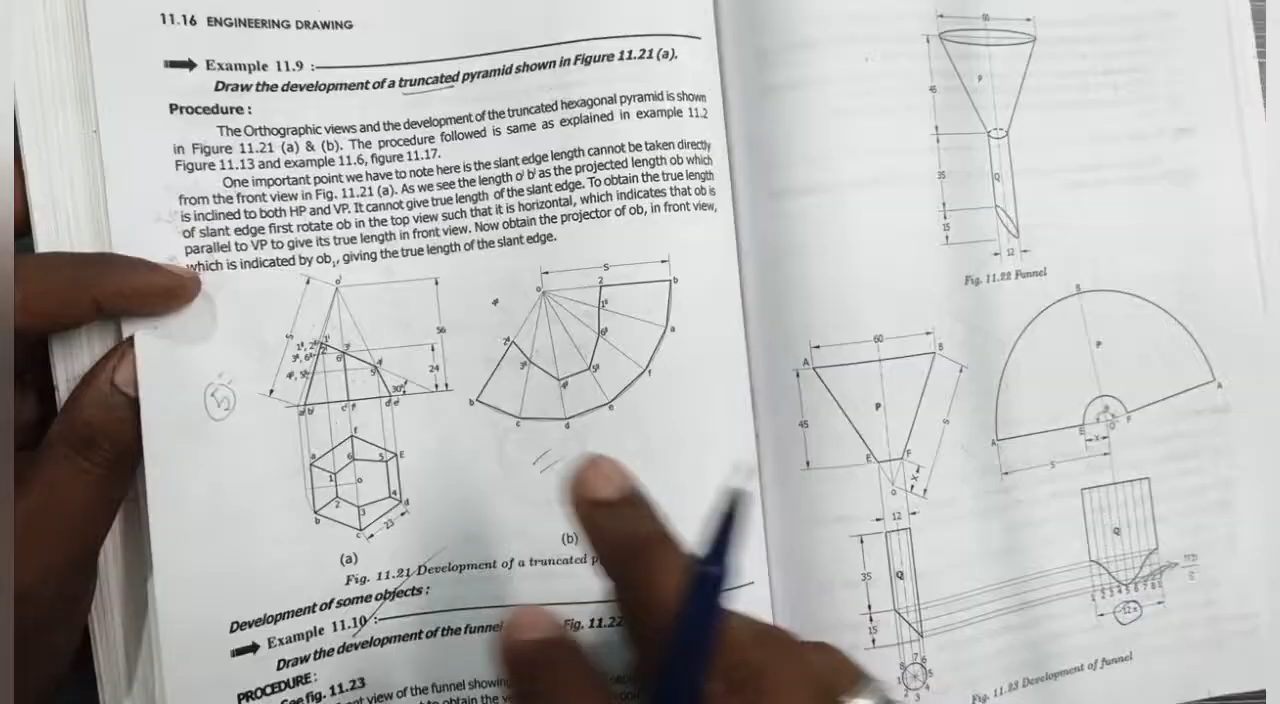 11.16 ENGINEERING DRAWING
Example 11.9 :
Draw the development of a truncated pyramid shown in Figure 11.21 (a).
Procedure :
The Orthographic views and the development of the truncated hexagonal pyramid is shown
in Figure 11.21 (a) & (b). The procedure followed is same as explained in example 11.2
Figure 11.13 and example 11.6, figure 11.17.
One important point we have to note here is the slant edge length cannot be taken directly
from the front view in Fig. 11.21 (a). As we see the length o' b' as the projected length ob which
is inclined to both HP and VP. It cannot give true length of the slant edge. To obtain the true length
of slant edge first rotate ob in the top view such that it is horizontal, which indicates that ob is
parallel to VP to give its true length in front view. Now obtain the projector of ob, in front view,
which is indicated by ob₁, giving the true length of the slant edge.
S
56
24
30°
23
(a)
S
(b)
Fig. 11.21 Development of a truncated
Development of some objects :
Example 11.10 :
Draw the development of the funnel Fig. 11.22
PROCEDURE :
See fig. 11.23
view of the funnel
obtain the
60
P
45
35
Q
15
12
Fig. 11.22 Funnel
60
A B
P
45
S
E F
X
12
35
Q
15
B
P
A
A
X
S
Q
Fig. 11.23 Development of funnel